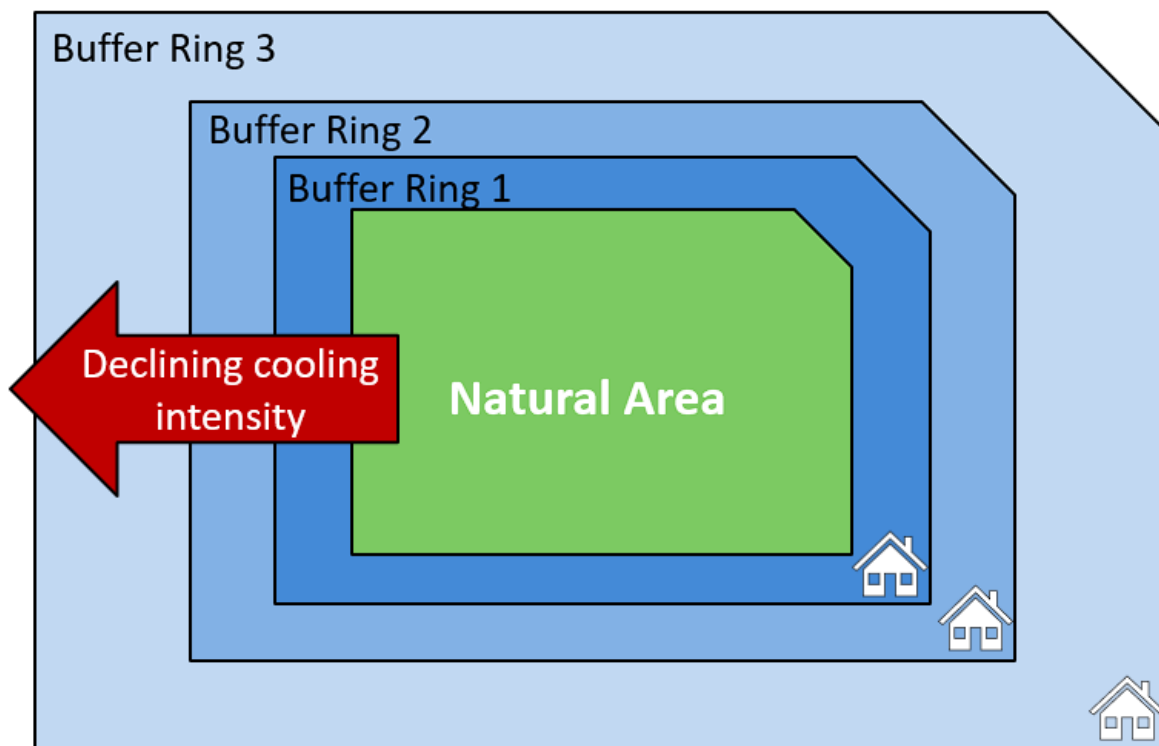 Buffer Ring 3
Buffer Ring 2
Buffer Ring 1
Declining cooling
intensity
Natural Area